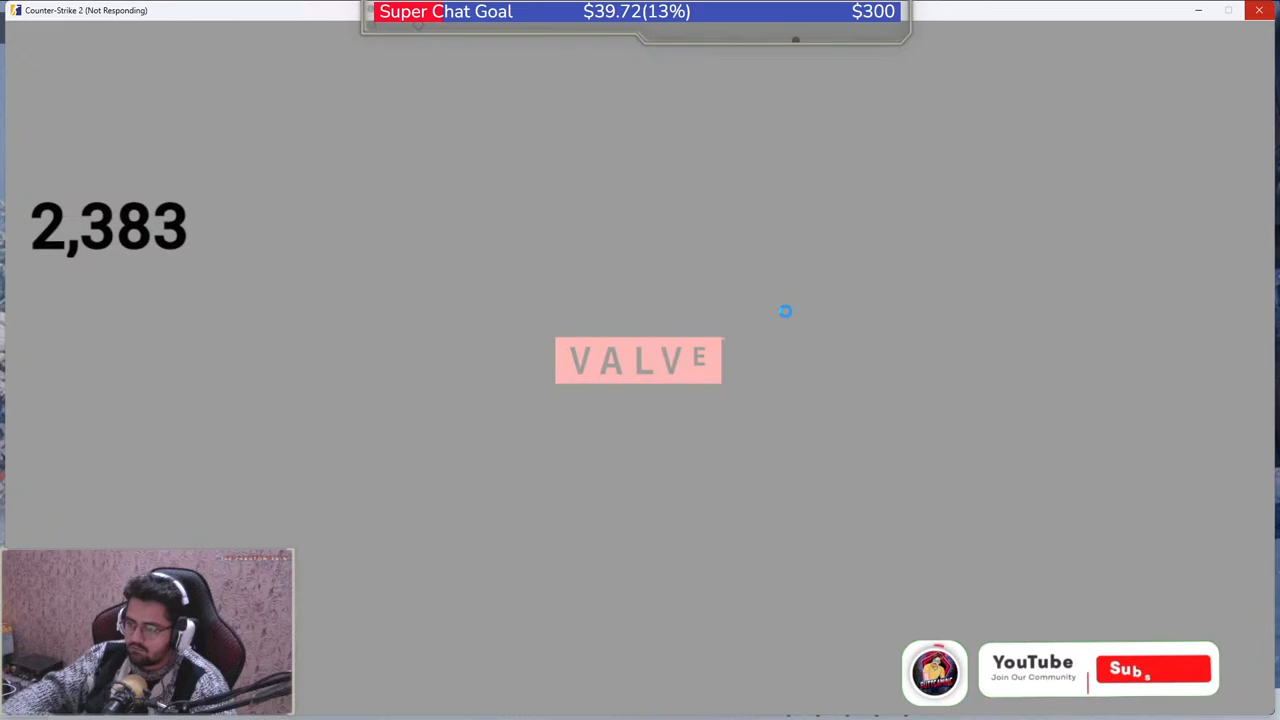 Counter-Strike 2 (Not Responding)
Super Chat Goal $39.72(13%) $300
2,383
VALVE
YouTube
Join Our Community
Subs